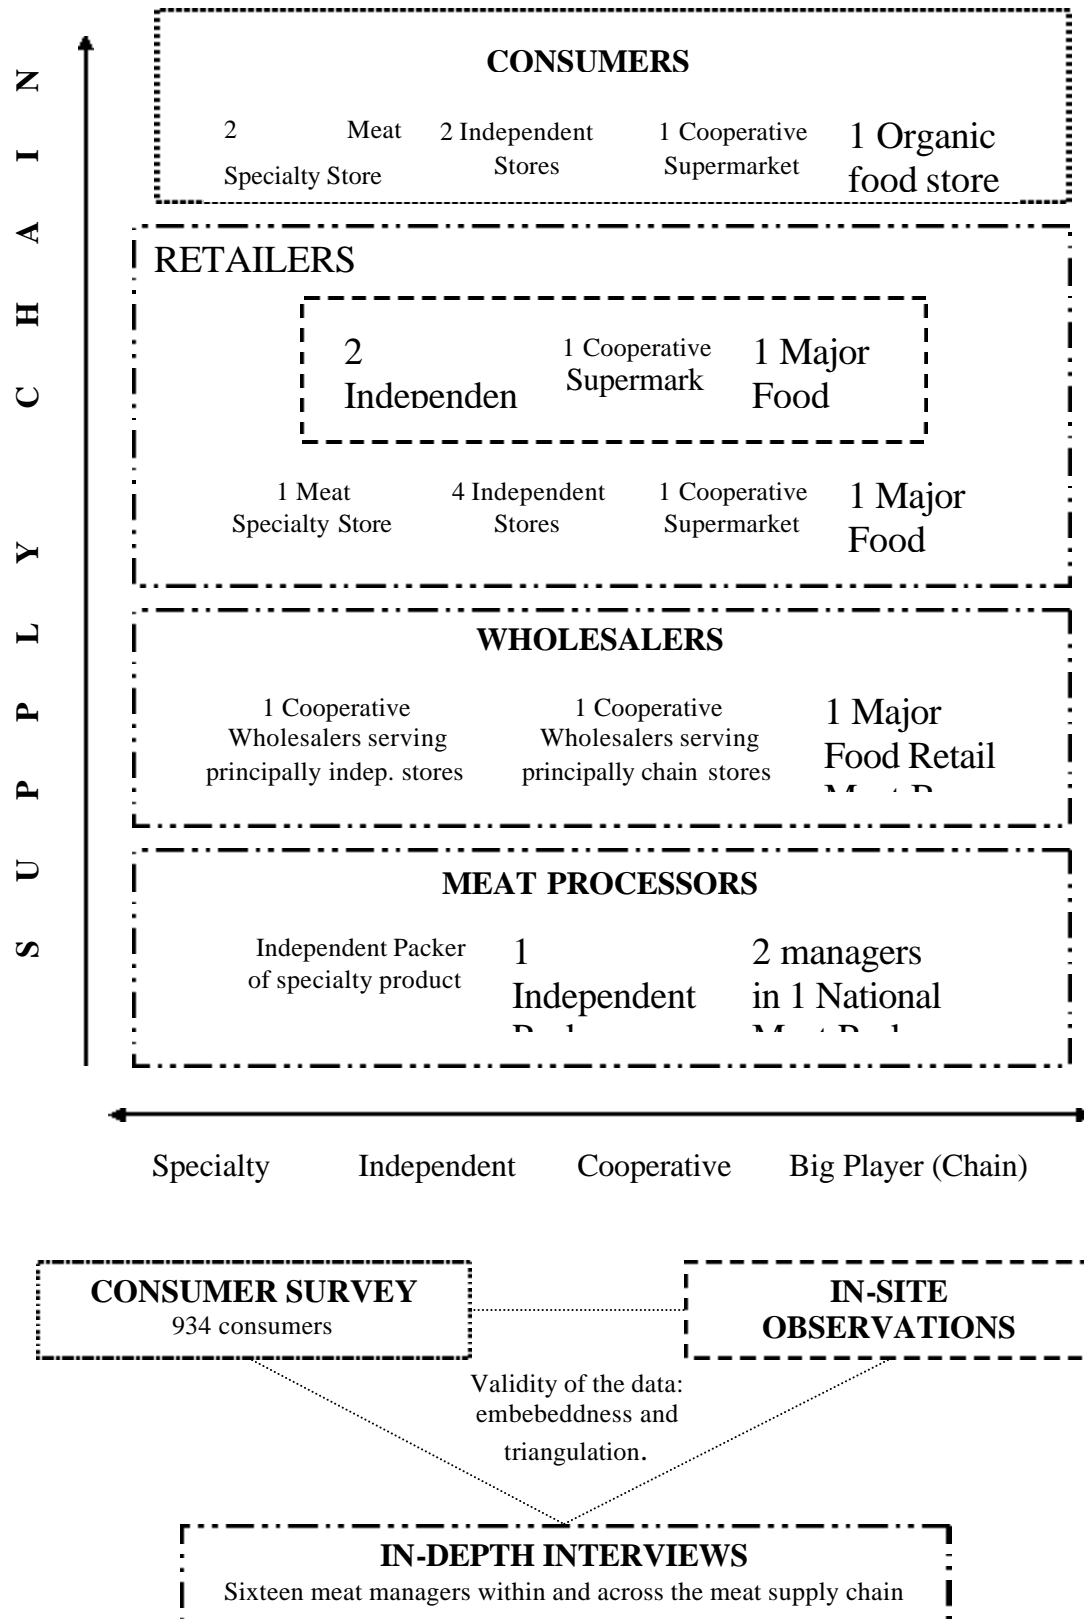 SUPPLY CHAIN
CONSUMERS
2 Meat
Specialty Store
2 Independent
Stores
1 Cooperative
Supermarket
1 Organic
food store
RETAILERS
2
Independen
1 Cooperative
Supermark
1 Major
Food
1 Meat
Specialty Store
4 Independent
Stores
1 Cooperative
Supermarket
1 Major
Food
WHOLESALERS
1 Cooperative
Wholesalers serving
principally indep. stores
1 Cooperative
Wholesalers serving
principally chain stores
1 Major
Food Retail
MEAT PROCESSORS
Independent Packer
of specialty product
1
Independent
2 managers
in 1 National
Specialty Independent Cooperative Big Player (Chain)
CONSUMER SURVEY
934 consumers
IN-SITE
OBSERVATIONS
Validity of the data:
embebeddness and
triangulation.
IN-DEPTH INTERVIEWS
Sixteen meat managers within and across the meat supply chain